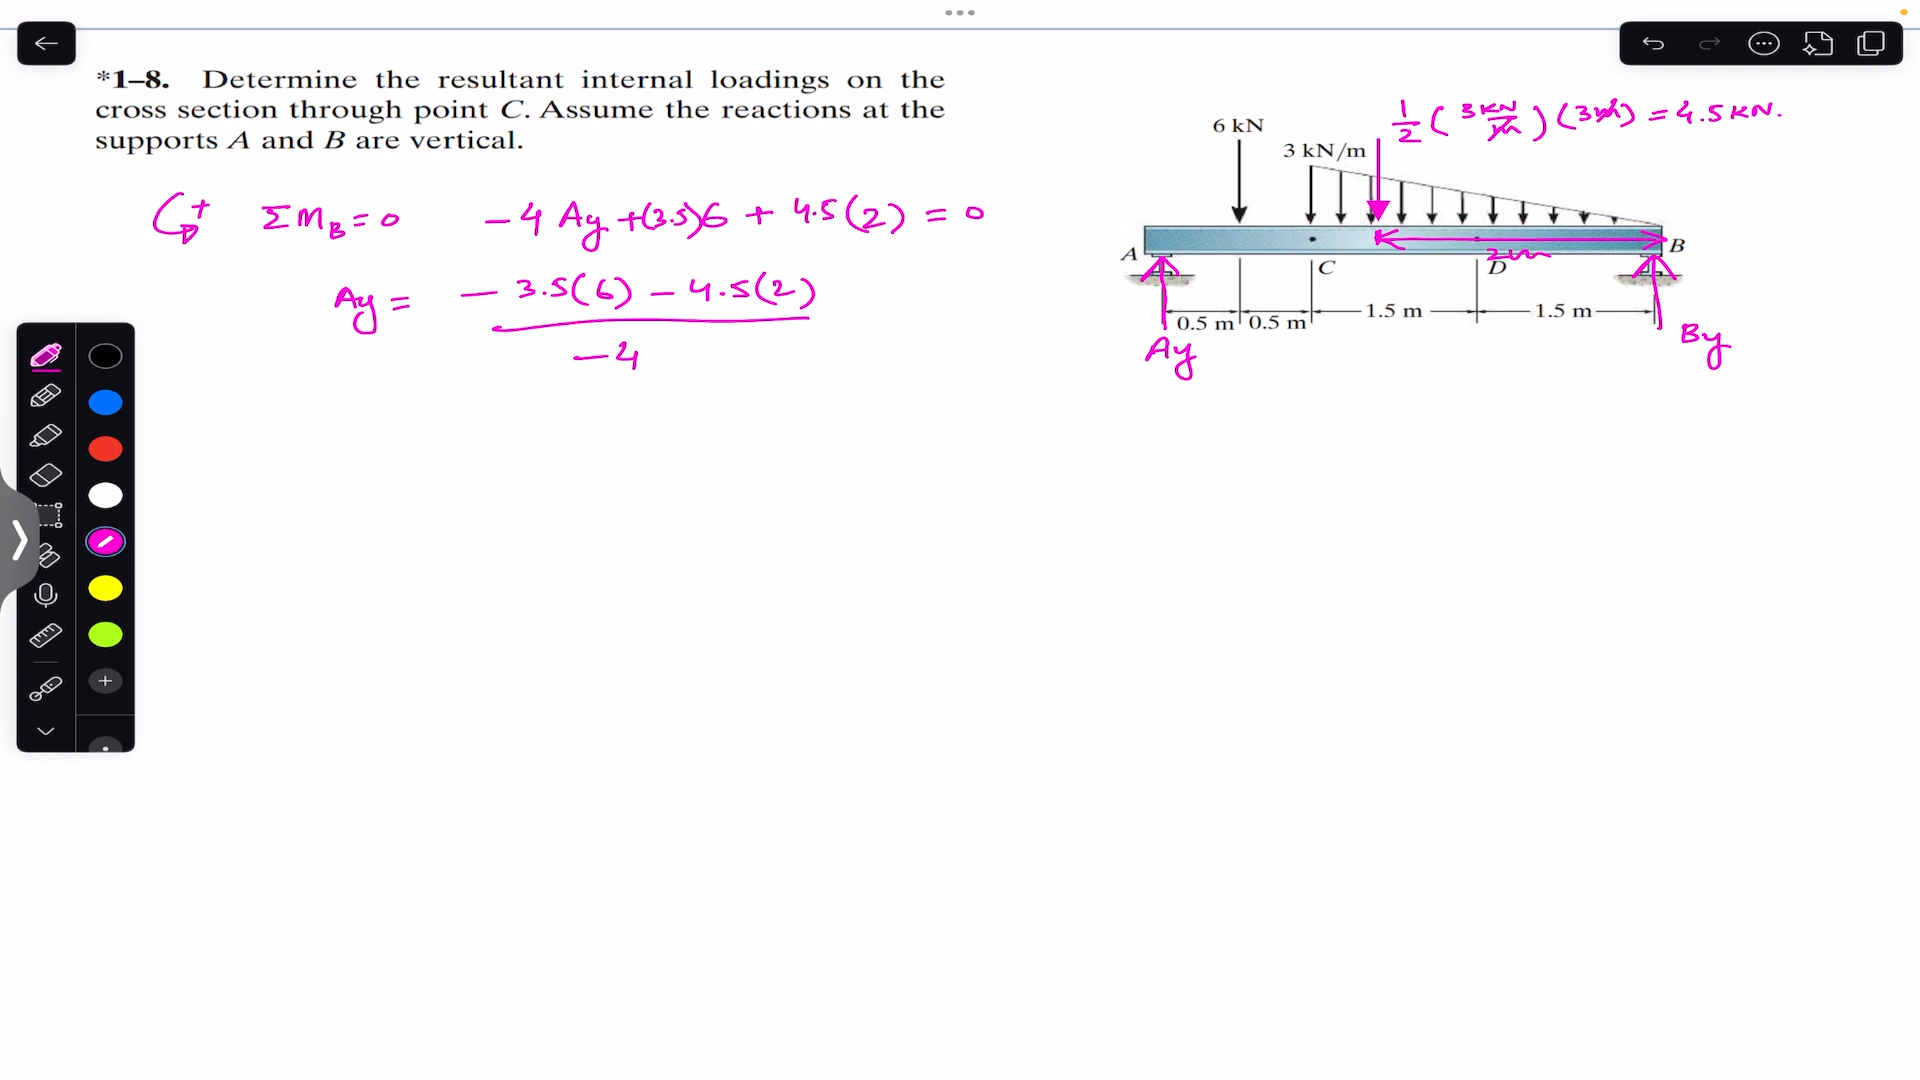 *1–8. Determine the resultant internal loadings on the
cross section through point C. Assume the reactions at the
supports A and B are vertical.
ΣM_B = 0 -4 Ay +(3.5)6 + 4.5(2) = 0
Ay = - 3.5(6) - 4.5(2)
-4
1/2 (3 kN/m)(3m) = 4.5 KN.
6 kN
3 kN/m
A
B
2m
C
D
0.5 m 0.5 m 1.5 m 1.5 m
Ay
By